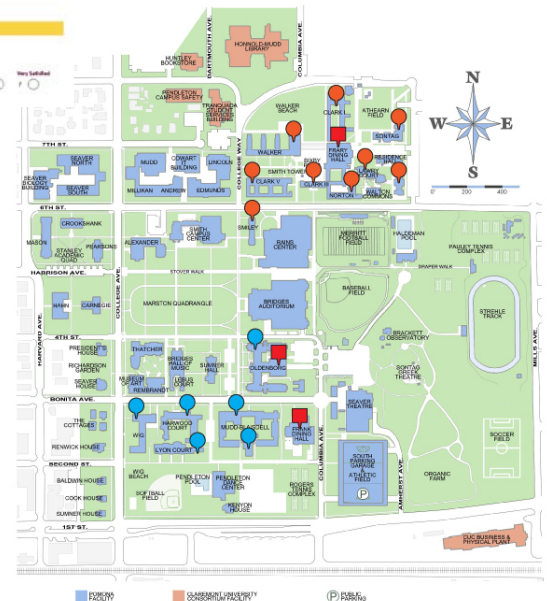 Very Satisfied
HUNTLEY
BOOKSTORE
DARTMOUTH AVE.
HONNOLD-MUDD
LIBRARY
COLUMBIA AVE.
PENDLETON
CAMPUS SAFETY
TRANQUADA
STUDENT
SERVICES
BUILDING
WALKER
BEACH
CLARK I
ATHEARN
FIELD
SONTAG
N
W
E
S
0
200
400
7TH ST.
COLLEGE WAY
WALKER
FRARY
DINING
HALL
SMITH TOWER
CLARK V
CLARK III
NORTON
WALTON
COMMONS
SEAVER
NORTH
SEAVER
BIOLOGY
BUILDING
SEAVER
SOUTH
MUDD
LINCOLN
MILLIKAN
ANDREW
EDMUNDS
6TH ST.
CROOKSHANK
MASON
PEARSONS
STANLEY
ACADEMIC
QUAD
ALEXANDER
SMITH
CAMPUS
CENTER
SMILEY
RAINS
CENTER
MERRITT
FOOTBALL
FIELD
HALDEMAN
POOL
PAULEY TENNIS
COMPLEX
DRAPER WALK
HARRISON AVE.
STOVER WALK
COLLEGE AVE.
HAHN
CARNEGIE
MARSTON QUADRANGLE
BRIDGES
AUDITORIUM
BASEBALL
FIELD
STREHLE
TRACK
MILLS AVE.
HARVARD AVE.
4TH ST.
PRESIDENT'S
HOUSE
RICHARDSON
GARDEN
SEAVER
HOUSE
THATCHER
BRIDGES
HALL OF
MUSIC
SUMNER
HALL
MUSEUM
OF ART
REMBRANDT
LEBUS
COURT
OLDENBORG
BRACKETT
OBSERVATORY
SONTAG
GREEK
THEATRE
BONITA AVE.
THE
COTTAGES
RENWICK HOUSE
WIG
HARWOOD
COURT
LYON COURT
MUDD-BLAISDELL
FRANK
DINING
HALL
SEAVER
THEATRE
COLUMBIA AVE.
SOUTH
PARKING
GARAGE
&
ATHLETIC
FIELD
P
AMHERST AVE.
SOCCER
FIELD
ORGANIC
FARM
SECOND ST.
BALDWIN HOUSE
COOK HOUSE
SUMNER HOUSE
WIG
BEACH
SOFTBALL
FIELD
PENDLETON
POOL
PENDLETON
DANCE
CENTER
KENYON
HOUSE
ROGERS
TENNIS
COMPLEX
1ST ST.
CUC BUSINESS &
PHYSICAL PLANT
POMONA
FACILITY
CLAREMONT UNIVERSITY
CONSORTIUM FACILITY
P
PUBLIC
PARKING